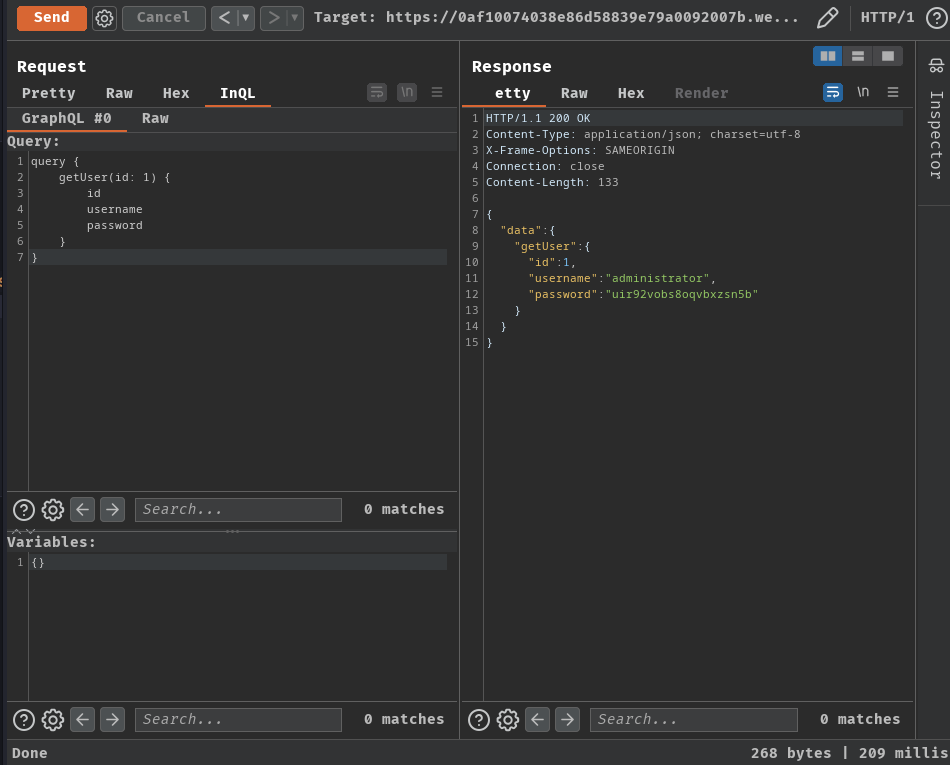 Send Cancel < ▾ > ▾ Target: https://0af10074038e86d58839e79a0092007b.we... HTTP/1 ?
Request
Pretty Raw Hex InQL \n
GraphQL #0 Raw
Query:
1 query {
2 getUser(id: 1) {
3 id
4 username
5 password
6 }
7 }
? Search... 0 matches
Variables:
1 {}
? Search... 0 matches
Response
etty Raw Hex Render \n
1 HTTP/1.1 200 OK
2 Content-Type: application/json; charset=utf-8
3 X-Frame-Options: SAMEORIGIN
4 Connection: close
5 Content-Length: 133
6
7 {
8 "data":{
9 "getUser":{
10 "id":1,
11 "username":"administrator",
12 "password":"uir92vobs8oqvbxzsn5b"
13 }
14 }
15 }
? Search... 0 matches
Inspector
Done 268 bytes | 209 millis